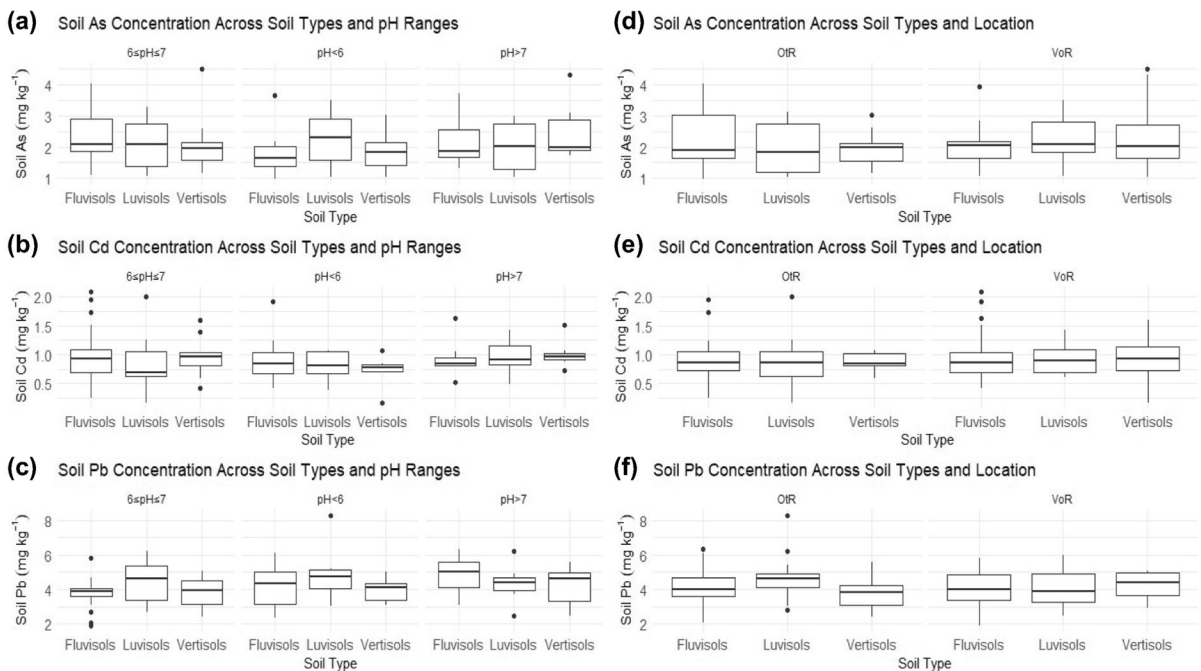 (a) Soil As Concentration Across Soil Types and pH Ranges
6≤pH≤7 pH<6 pH>7
Soil As (mg kg⁻¹)
4
3
2
1
Fluvisols Luvisols Vertisols Fluvisols Luvisols Vertisols Fluvisols Luvisols Vertisols
Soil Type
(b) Soil Cd Concentration Across Soil Types and pH Ranges
6≤pH≤7 pH<6 pH>7
Soil Cd (mg kg⁻¹)
2.0
1.5
1.0
0.5
Fluvisols Luvisols Vertisols Fluvisols Luvisols Vertisols Fluvisols Luvisols Vertisols
Soil Type
(c) Soil Pb Concentration Across Soil Types and pH Ranges
6≤pH≤7 pH<6 pH>7
Soil Pb (mg kg⁻¹)
8
6
4
2
Fluvisols Luvisols Vertisols Fluvisols Luvisols Vertisols Fluvisols Luvisols Vertisols
Soil Type
(d) Soil As Concentration Across Soil Types and Location
OtR VoR
Soil As (mg kg⁻¹)
4
3
2
1
Fluvisols Luvisols Vertisols Fluvisols Luvisols Vertisols
Soil Type
(e) Soil Cd Concentration Across Soil Types and Location
OtR VoR
Soil Cd (mg kg⁻¹)
2.0
1.5
1.0
0.5
Fluvisols Luvisols Vertisols Fluvisols Luvisols Vertisols
Soil Type
(f) Soil Pb Concentration Across Soil Types and Location
OtR VoR
Soil Pb (mg kg⁻¹)
8
6
4
2
Fluvisols Luvisols Vertisols Fluvisols Luvisols Vertisols
Soil Type